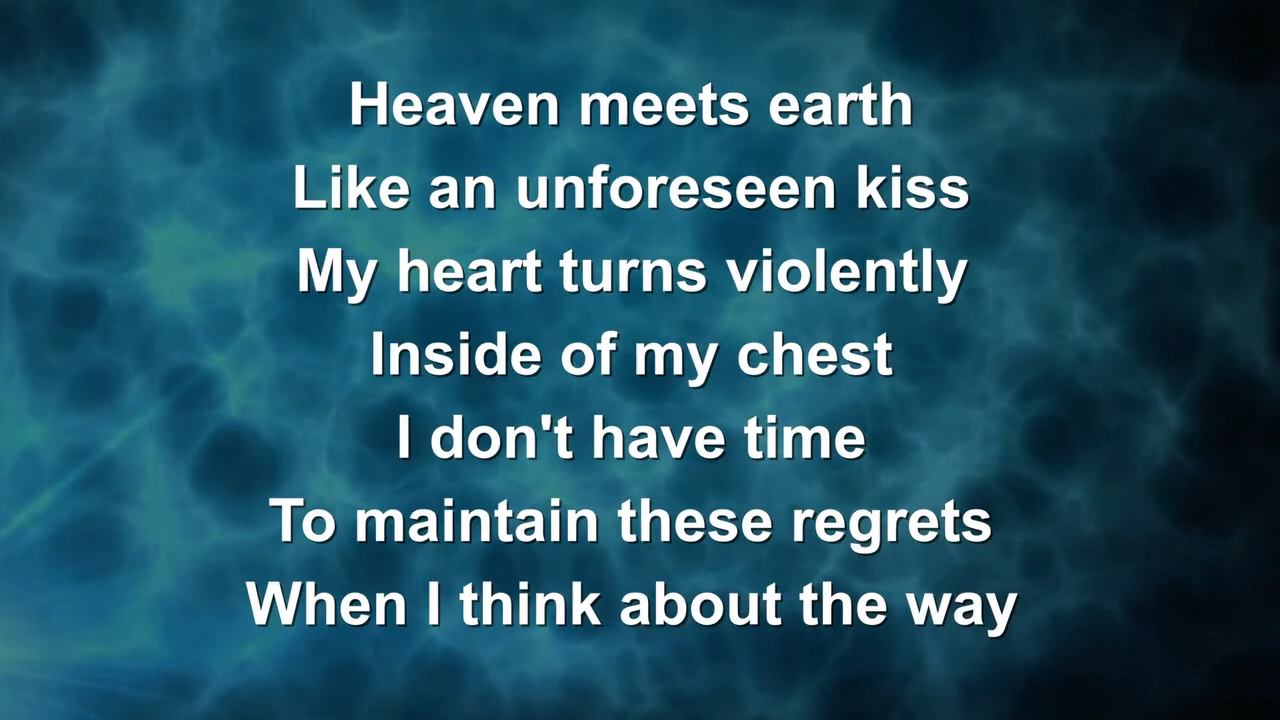 Heaven meets earth
Like an unforeseen kiss
My heart turns violently
Inside of my chest
I don't have time
To maintain these regrets
When I think about the way